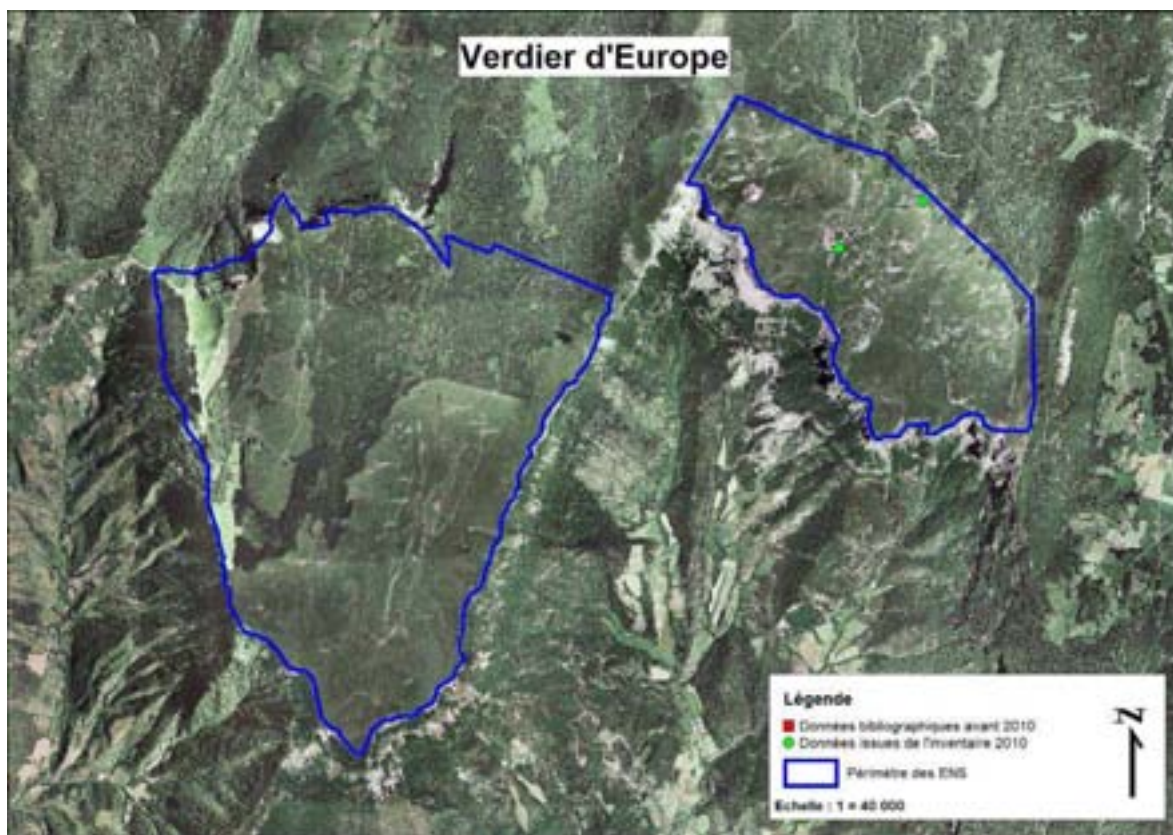 Verdier d'Europe
Légende
Données bibliographiques avant 2010
Données issues de l'inventaire 2010
Périmètre des ENS
Echelle : 1 = 40 000
N